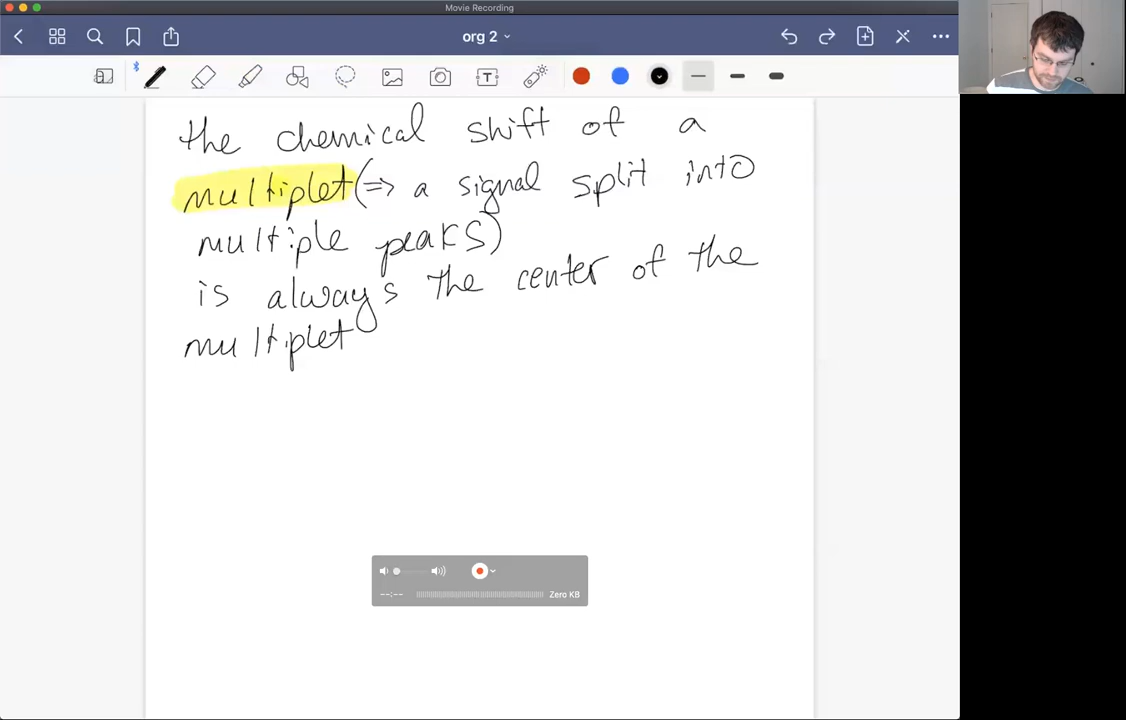 Movie Recording
org 2
the chemical shift of a
multiplet (⇒ a signal split into
multiple peaks)
is always the center of the
multiplet
--:--
Zero KB